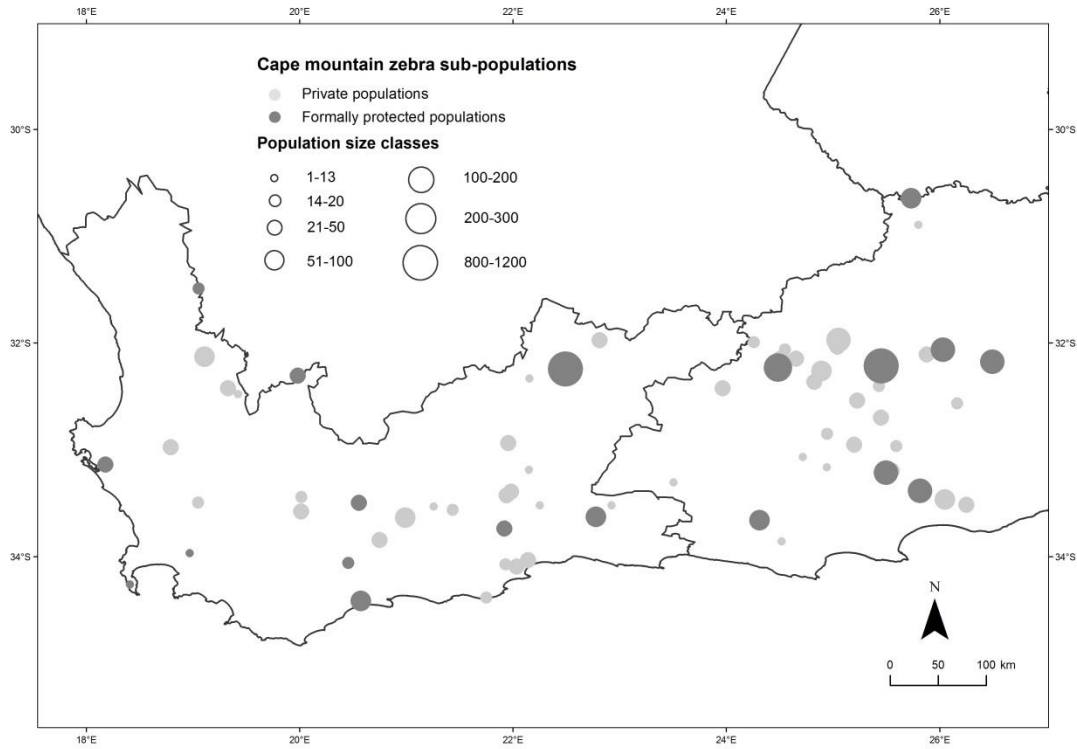 18°E 20°E 22°E 24°E 26°E
Cape mountain zebra sub-populations
Private populations
Formally protected populations
Population size classes
1-13 100-200
14-20
21-50 200-300
51-100 800-1200
30°S 30°S
32°S 32°S
34°S 34°S
N
0 50 100 km
18°E 20°E 22°E 24°E 26°E